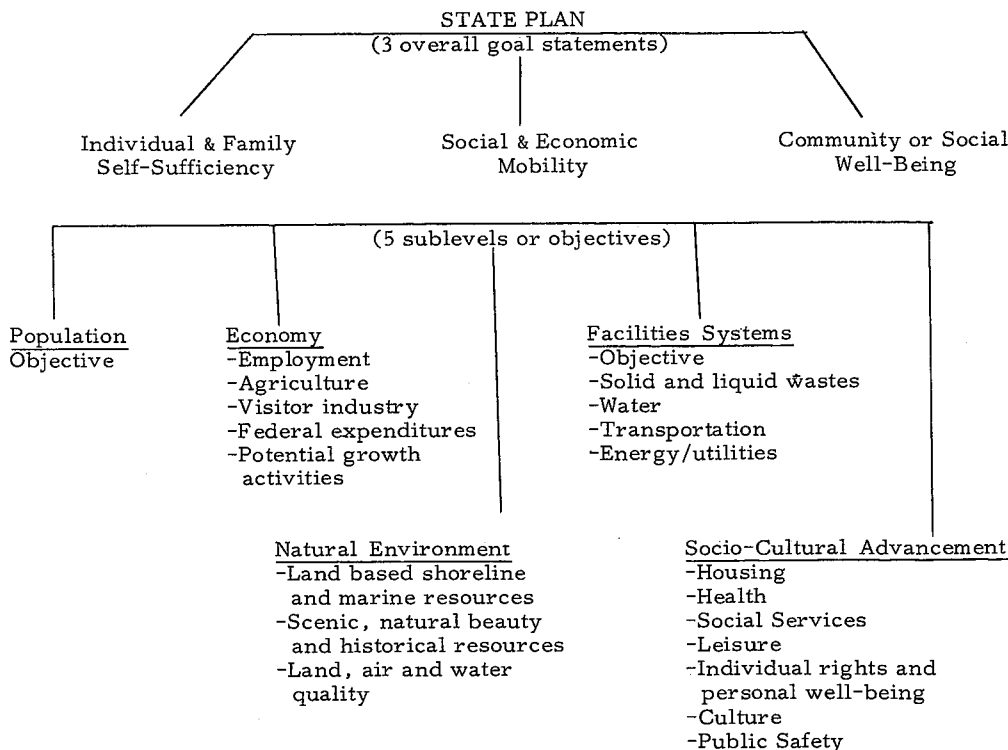 STATE PLAN
(3 overall goal statements)
Individual & Family
Self-Sufficiency
Social & Economic
Mobility
Community or Social
Well-Being
(5 sublevels or objectives)
Population
Objective
Economy
-Employment
-Agriculture
-Visitor industry
-Federal expenditures
-Potential growth
activities
Facilities Systems
-Objective
-Solid and liquid wastes
-Water
-Transportation
-Energy/utilities
Natural Environment
-Land based shoreline
and marine resources
-Scenic, natural beauty
and historical resources
-Land, air and water
quality
Socio-Cultural Advancement
-Housing
-Health
-Social Services
-Leisure
-Individual rights and
personal well-being
-Culture
-Public Safety